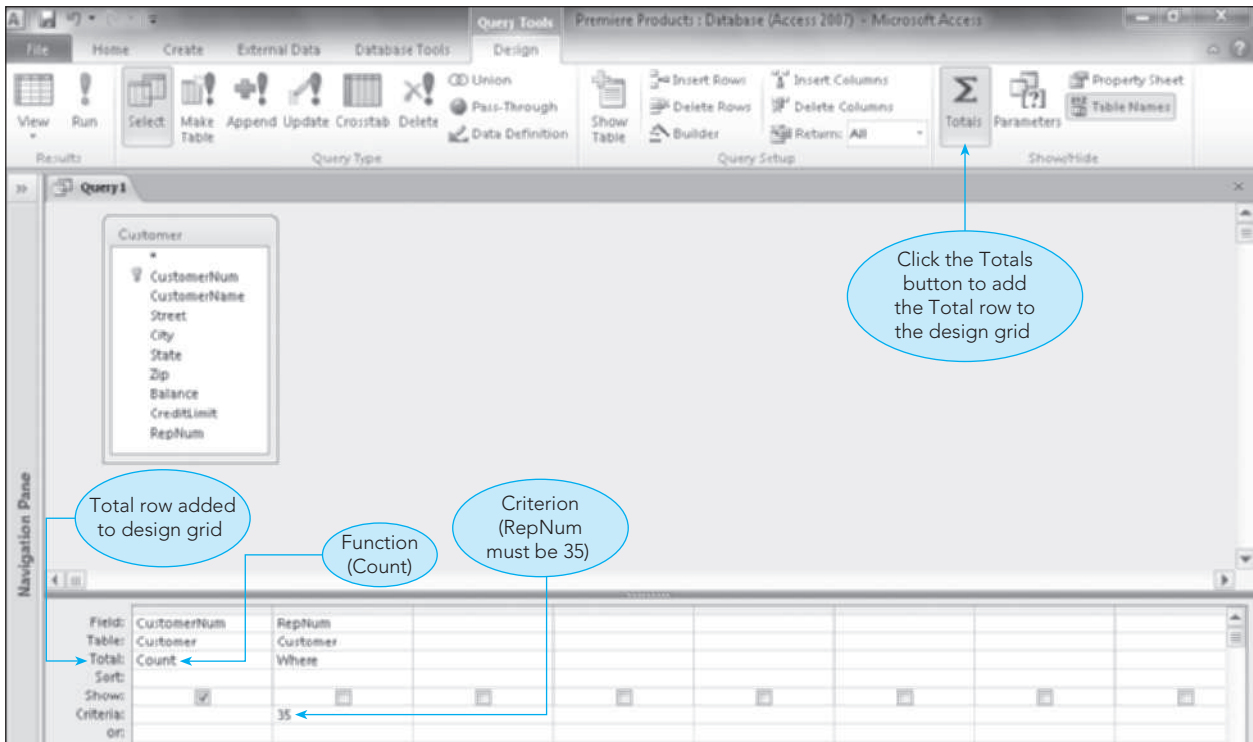 Query Tools
Premiere Products : Database (Access 2007) - Microsoft Access
File Home Create External Data Database Tools Design
View
Run
Results
Select
Make Table
Append
Update
Crosstab
Delete
Union
Pass-Through
Data Definition
Query Type
Show Table
Insert Rows
Delete Rows
Builder
Insert Columns
Delete Columns
Return: All
Query Setup
Totals
Parameters
Property Sheet
Table Names
Show/Hide
Query1
Customer
*
CustomerNum
CustomerName
Street
City
State
Zip
Balance
CreditLimit
RepNum
Click the Totals
button to add
the Total row to
the design grid
Navigation Pane
Total row added
to design grid
Function
(Count)
Criterion
(RepNum
must be 35)
Field: CustomerNum RepNum
Table: Customer Customer
Total: Count Where
Sort:
Show:
Criteria: 35
or: